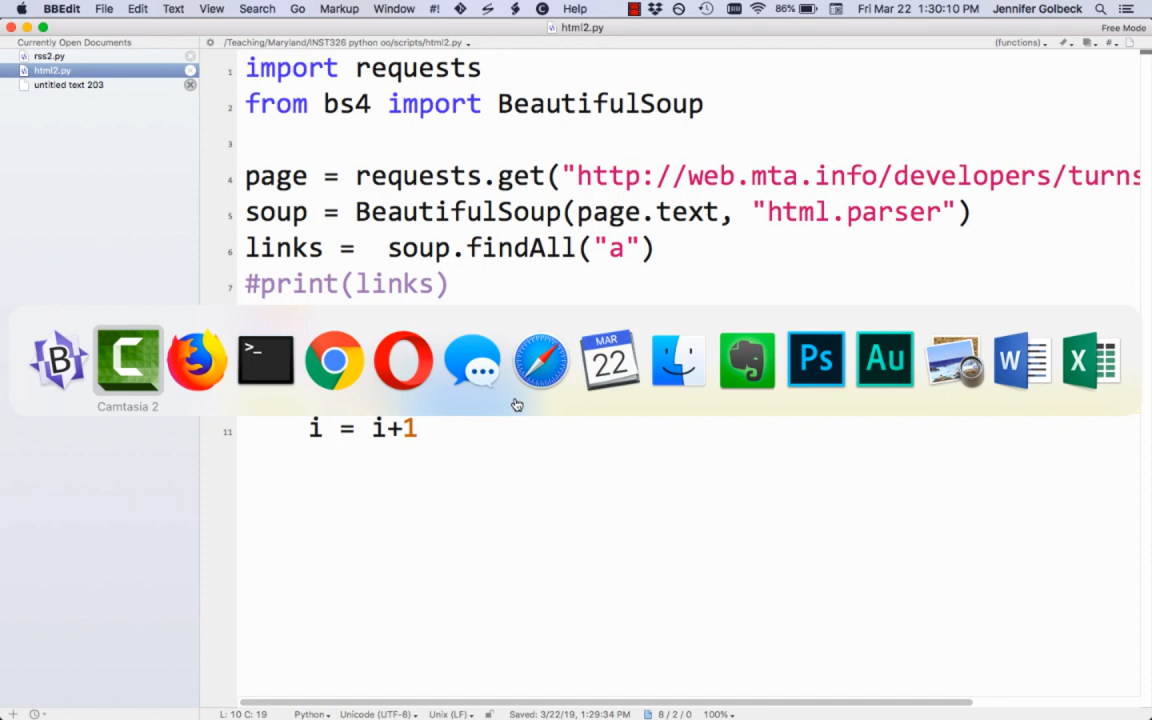 BBEdit File Edit Text View Search Go Markup Window #! Help 86% Fri Mar 22 1:30:10 PM Jennifer Golbeck
html2.py Free Mode
Currently Open Documents
/Teaching/Maryland/INST326 python oo/scripts/html2.py
(functions)
rss2.py
html2.py
untitled text 203
1 import requests
2 from bs4 import BeautifulSoup
3
4 page = requests.get("http://web.mta.info/developers/turns
5 soup = BeautifulSoup(page.text, "html.parser")
6 links =  soup.findAll("a")
7 #print(links)
B C >_ MAR 22 Ps Au W X
Camtasia 2
11 i = i+1
L: 10 C: 19 Python Unicode (UTF-8) Unix (LF) Saved: 3/22/19, 1:29:34 PM 8 / 2 / 0 100%